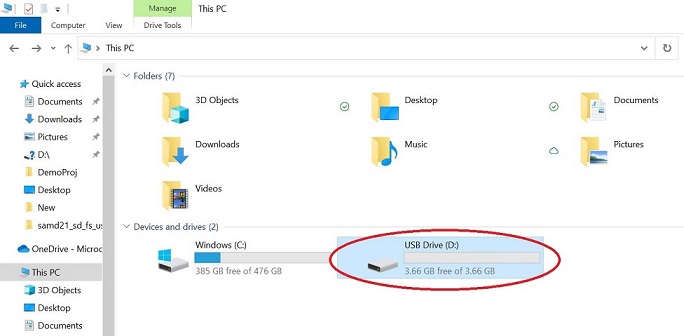 Manage
This PC
File
Computer
View
Drive Tools
This PC
Quick access
Documents
Downloads
Pictures
D:\
DemoProj
Desktop
New
samd21_sd_fs_us
OneDrive - Microc
This PC
3D Objects
Desktop
Documents
Folders (7)
3D Objects
Desktop
Documents
Downloads
Music
Pictures
Videos
Devices and drives (2)
Windows (C:)
385 GB free of 476 GB
USB Drive (D:)
3.66 GB free of 3.66 GB